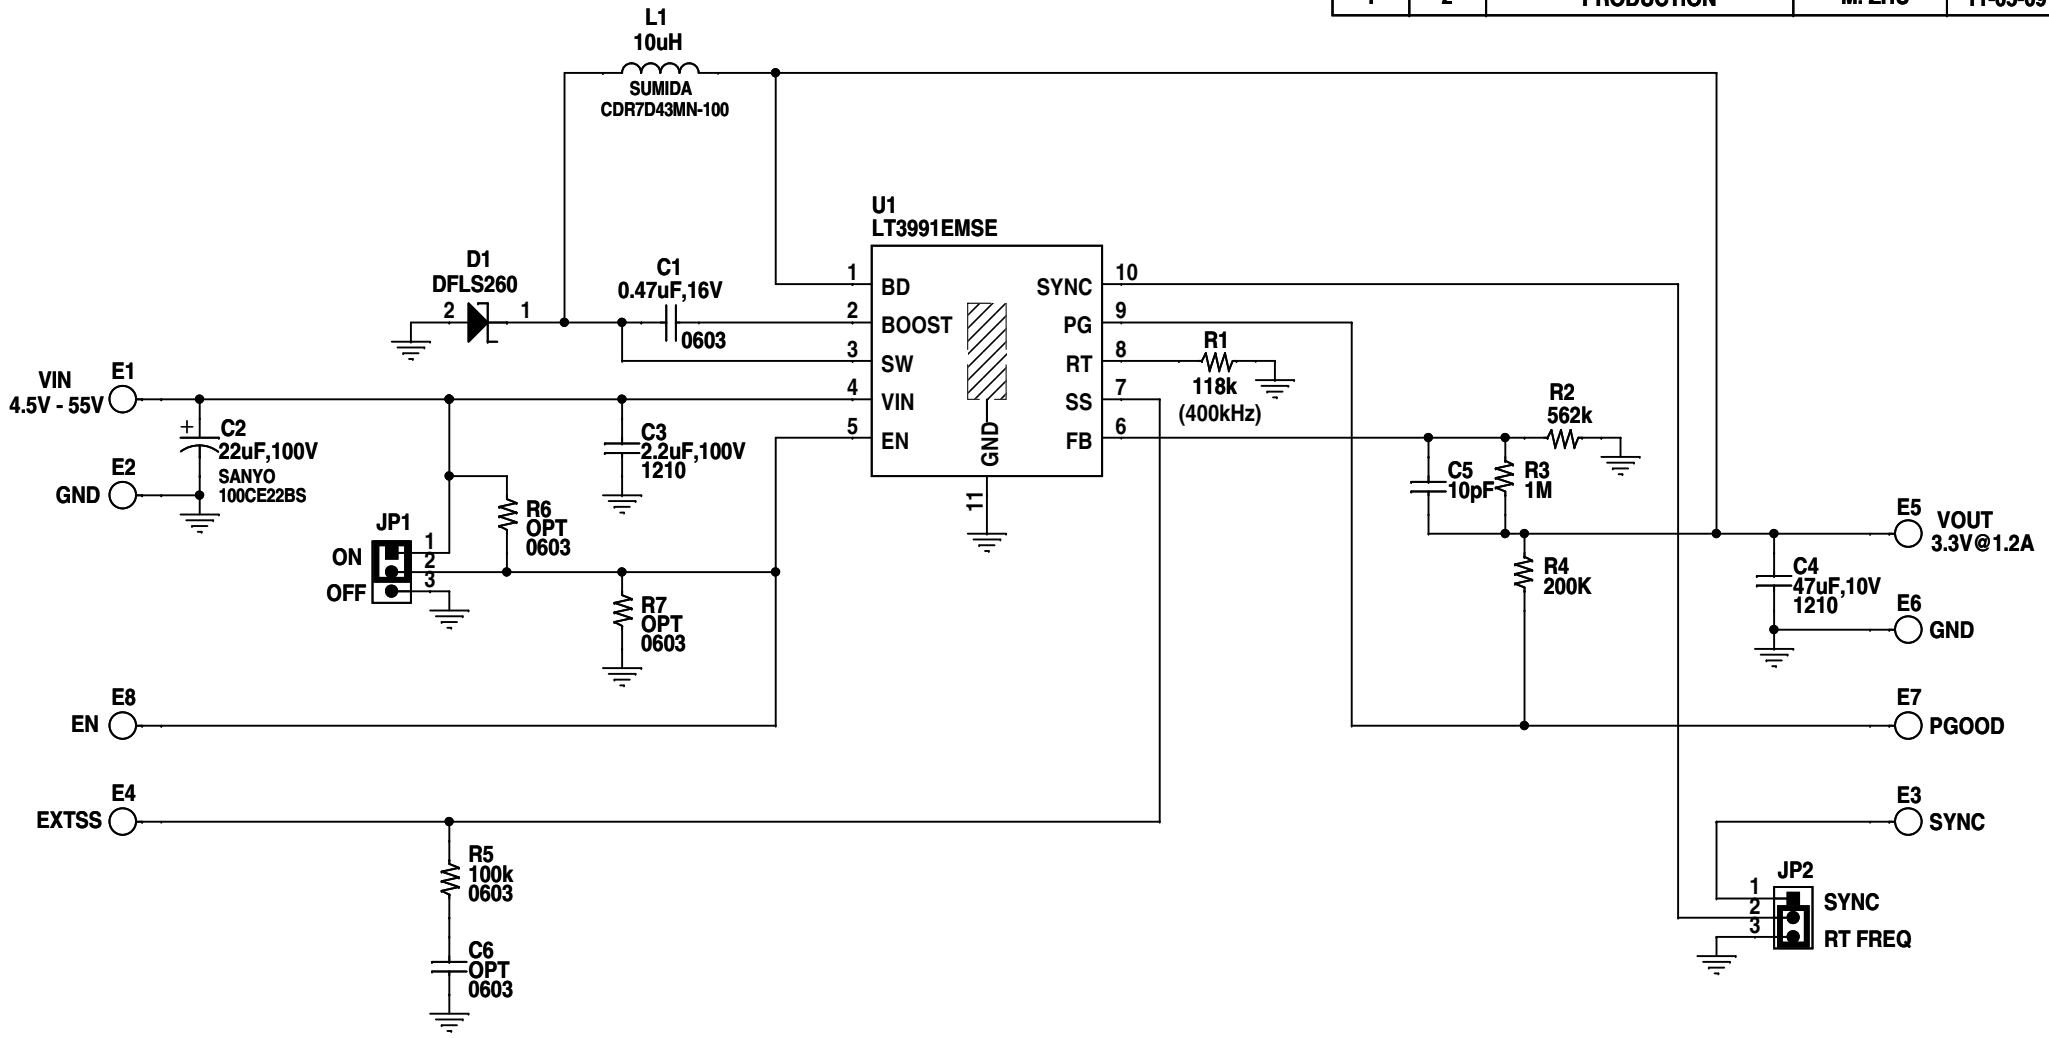 1 2 PRODUCTION 11-05-09
L1
10uH
SUMIDA
CDR7D43MN-100
U1
LT3991EMSE
D1
DFLS260
2 1
C1
0.47uF,16V
0603
1 BD
2 BOOST
3 SW
4 VIN
5 EN
GND
11
SYNC 10
PG 9
RT 8
SS 7
FB 6
R1
118k
(400kHz)
R2
562k
VIN
4.5V - 55V
E1
E2
GND
+
C2
22uF,100V
SANYO
100CE22BS
C3
2.2uF,100V
1210
C5
10pF
R3
1M
JP1
ON
OFF
1
2
3
R6
OPT
0603
R7
OPT
0603
R4
200K
E5
VOUT
3.3V@1.2A
C4
47uF,10V
1210
E6
GND
E8
EN
E7
PGOOD
E4
EXTSS
E3
SYNC
R5
100k
0603
C6
OPT
0603
JP2
1
2
3
SYNC
RT FREQ